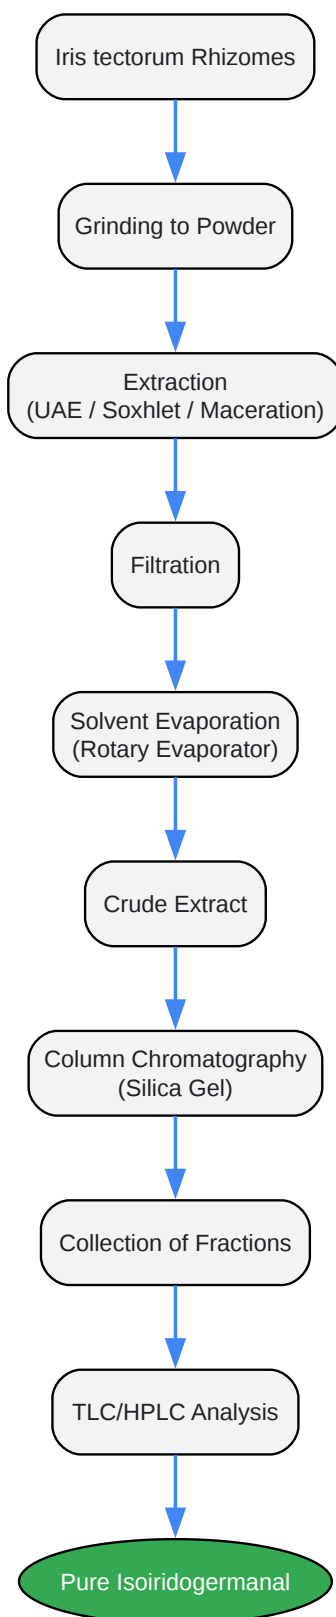 Iris tectorum Rhizomes
Grinding to Powder
Extraction
(UAE / Soxhlet / Maceration)
Filtration
Solvent Evaporation
(Rotary Evaporator)
Crude Extract
Column Chromatography
(Silica Gel)
Collection of Fractions
TLC/HPLC Analysis
Pure Isoiridogermanal